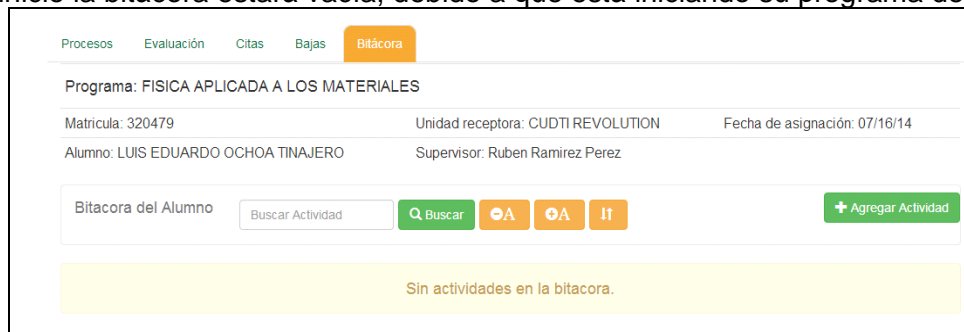 inicio la bitácora estará vacía, debido a que está iniciando su programa de
Procesos Evaluación Citas Bajas Bitácora
Programa: FISICA APLICADA A LOS MATERIALES
Matricula: 320479 Unidad receptora: CUDTI REVOLUTION Fecha de asignación: 07/16/14
Alumno: LUIS EDUARDO OCHOA TINAJERO Supervisor: Ruben Ramirez Perez
Bitacora del Alumno Buscar Actividad Buscar A A Agregar Actividad
Sin actividades en la bitacora.